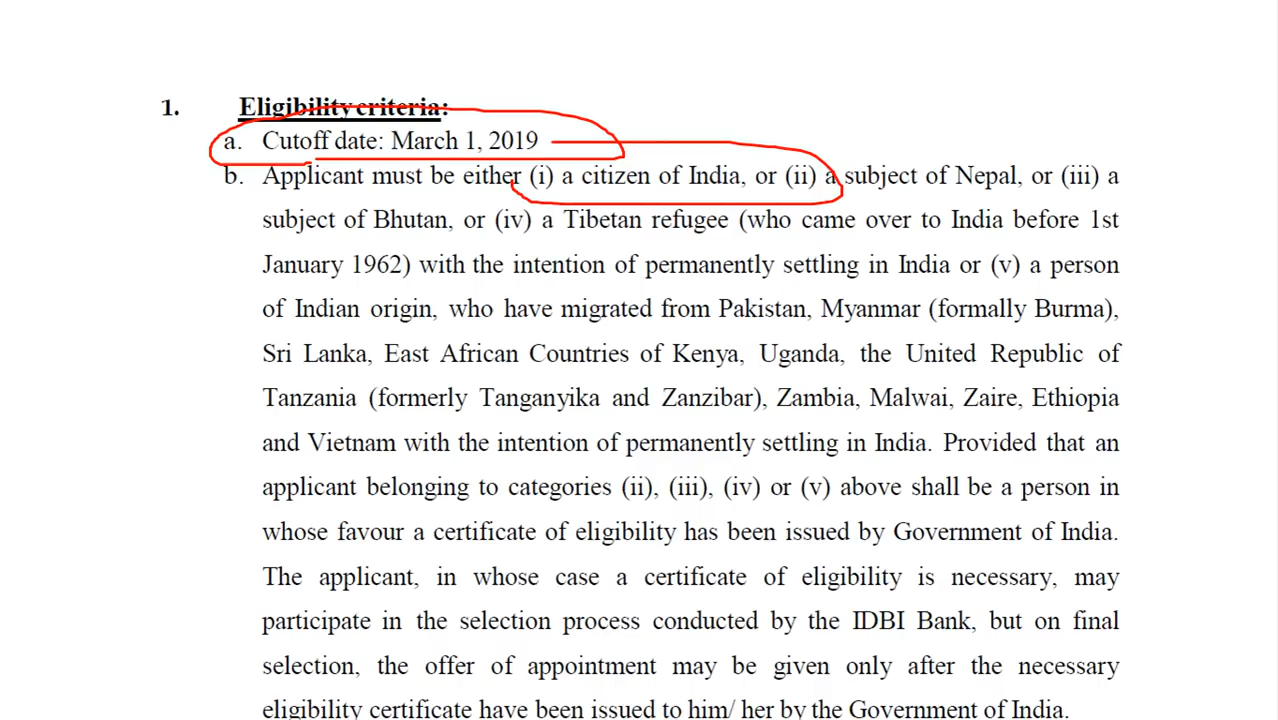 1. Eligibility criteria:
a. Cutoff date: March 1, 2019
b. Applicant must be either (i) a citizen of India, or (ii) a subject of Nepal, or (iii) a
subject of Bhutan, or (iv) a Tibetan refugee (who came over to India before 1st
January 1962) with the intention of permanently settling in India or (v) a person
of Indian origin, who have migrated from Pakistan, Myanmar (formally Burma),
Sri Lanka, East African Countries of Kenya, Uganda, the United Republic of
Tanzania (formerly Tanganyika and Zanzibar), Zambia, Malwai, Zaire, Ethiopia
and Vietnam with the intention of permanently settling in India. Provided that an
applicant belonging to categories (ii), (iii), (iv) or (v) above shall be a person in
whose favour a certificate of eligibility has been issued by Government of India.
The applicant, in whose case a certificate of eligibility is necessary, may
participate in the selection process conducted by the IDBI Bank, but on final
selection, the offer of appointment may be given only after the necessary
eligibility certificate have been issued to him/ her by the Government of India.